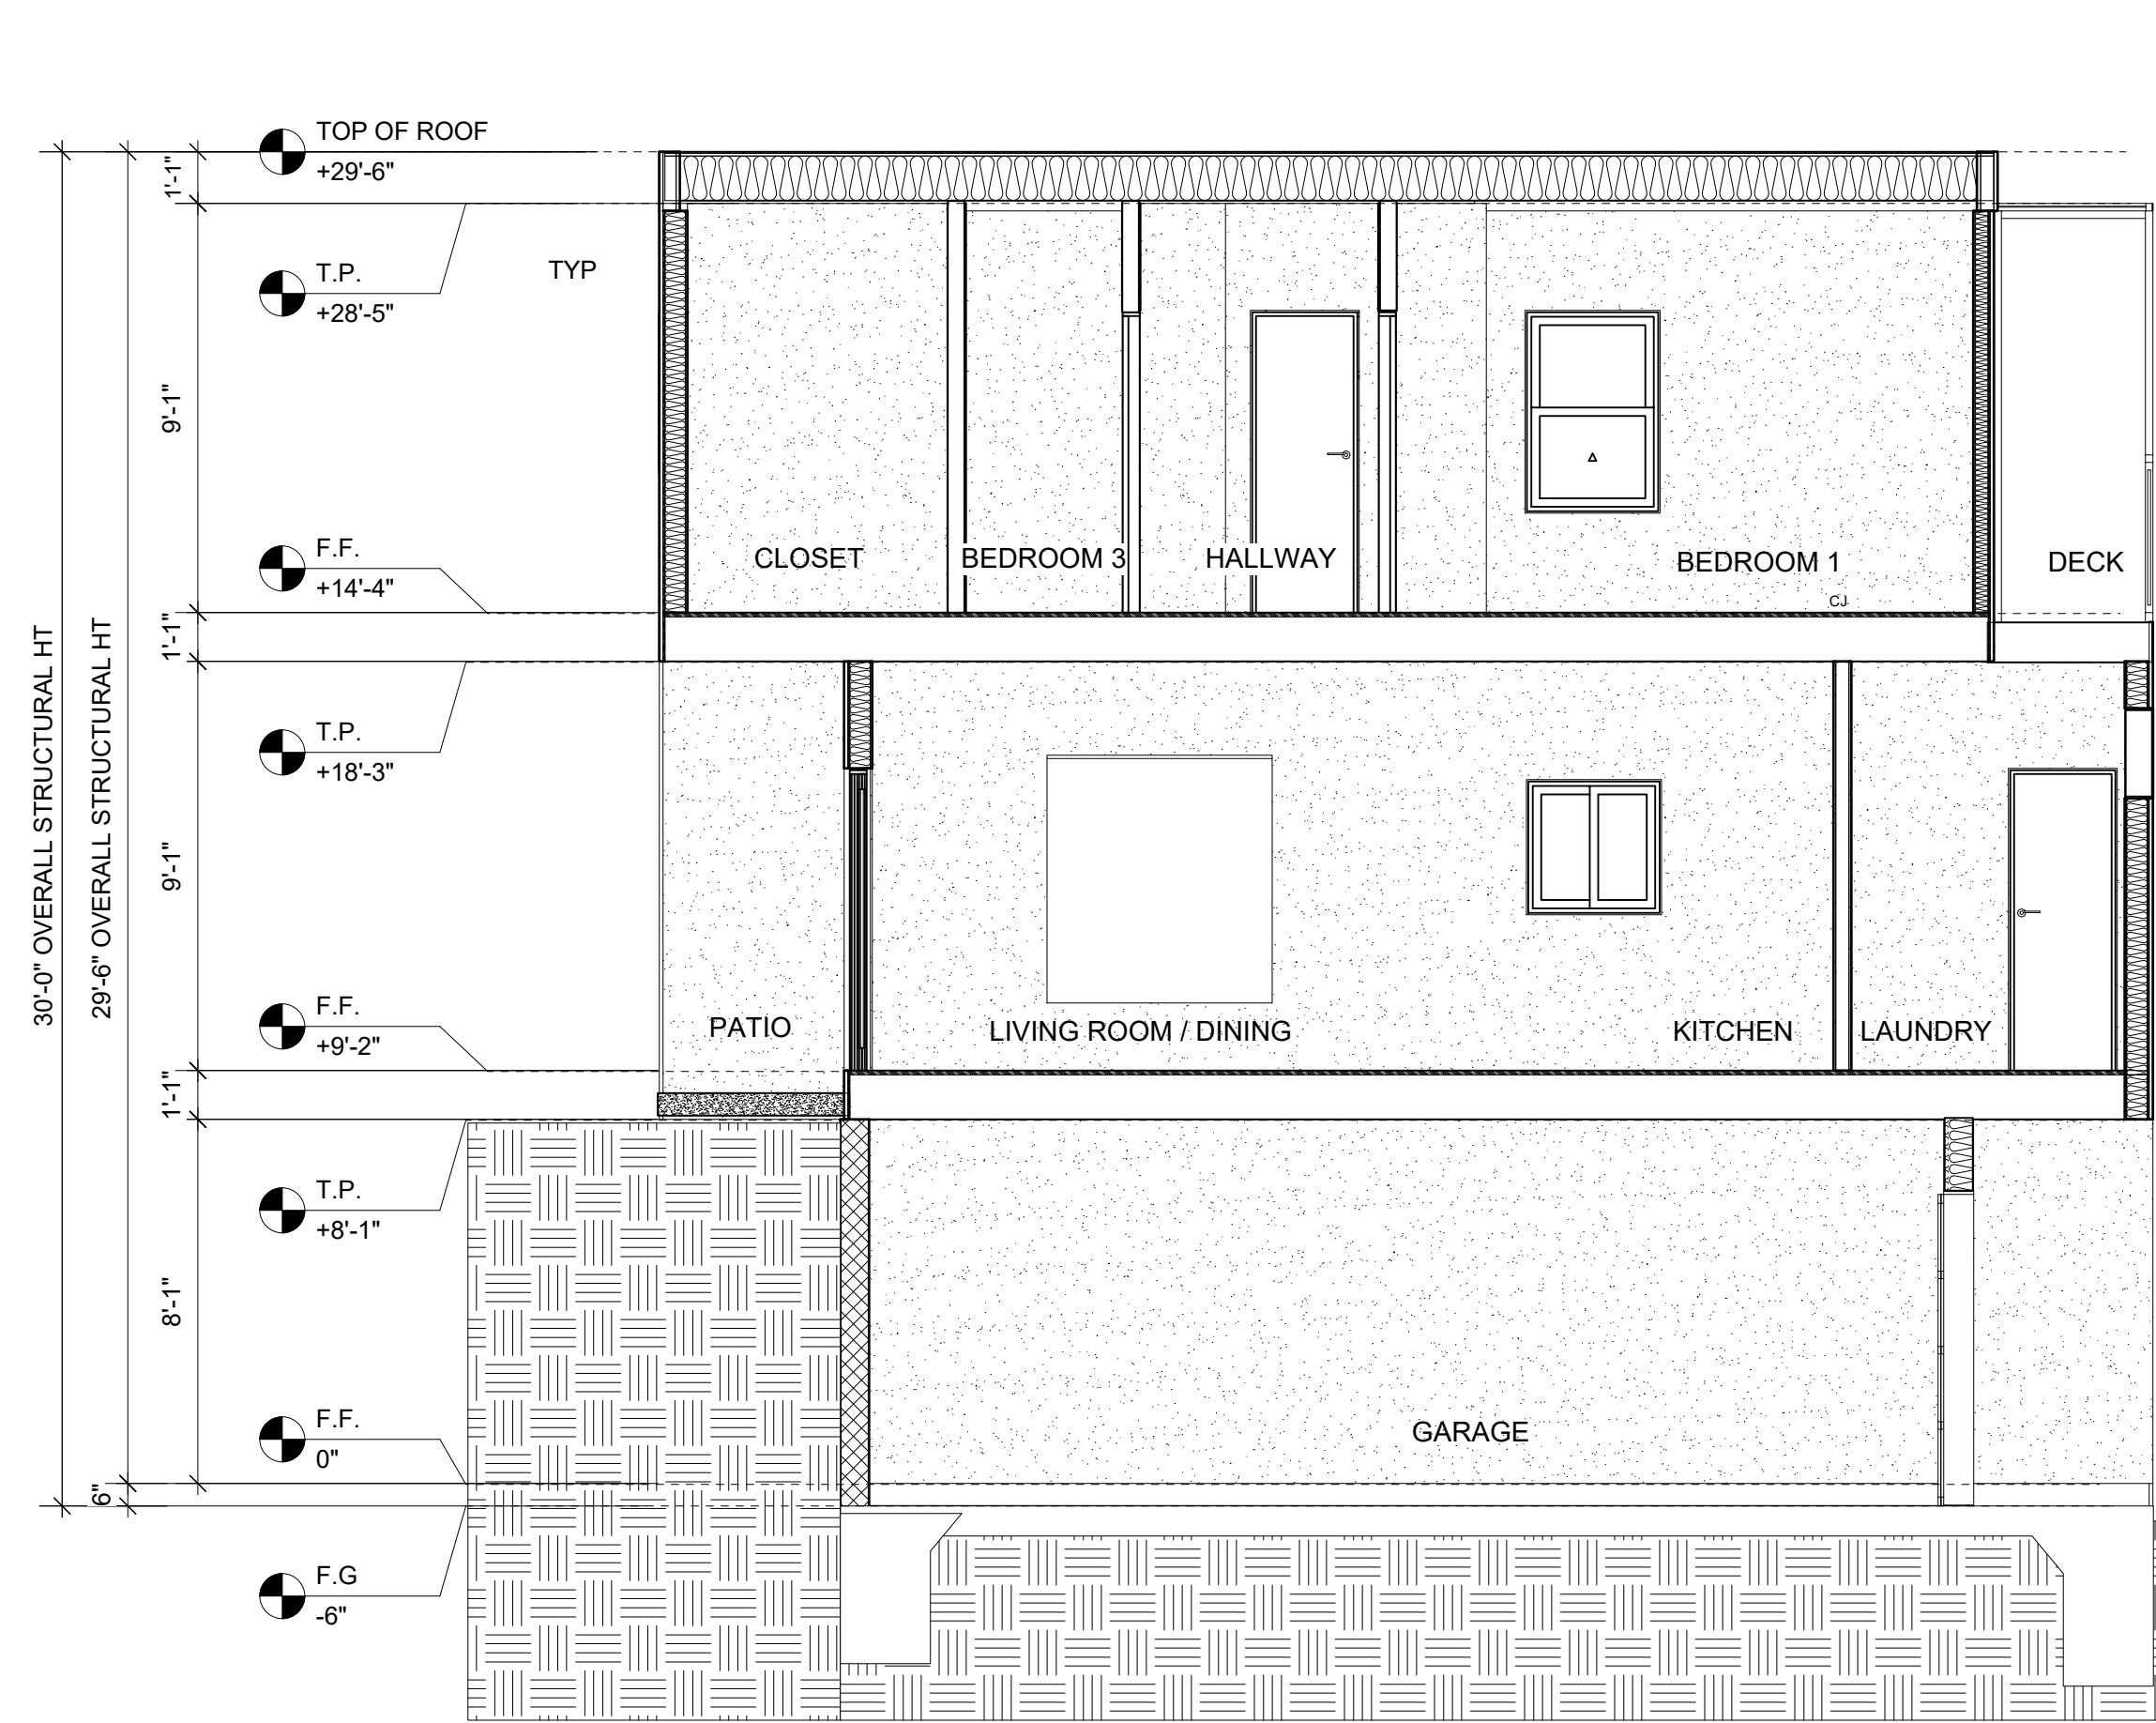 TOP OF ROOF
+29'-6"
1'-1"
T.P.
+28'-5"
TYP
9'-1"
F.F.
+14'-4"
CLOSET
BEDROOM 3
HALLWAY
BEDROOM 1
CJ
DECK
1'-1"
30'-0" OVERALL STRUCTURAL HT
29'-6" OVERALL STRUCTURAL HT
T.P.
+18'-3"
9'-1"
F.F.
+9'-2"
PATIO
LIVING ROOM / DINING
KITCHEN
LAUNDRY
1'-1"
T.P.
+8'-1"
8'-1"
F.F.
0"
GARAGE
6"
F.G
-6"